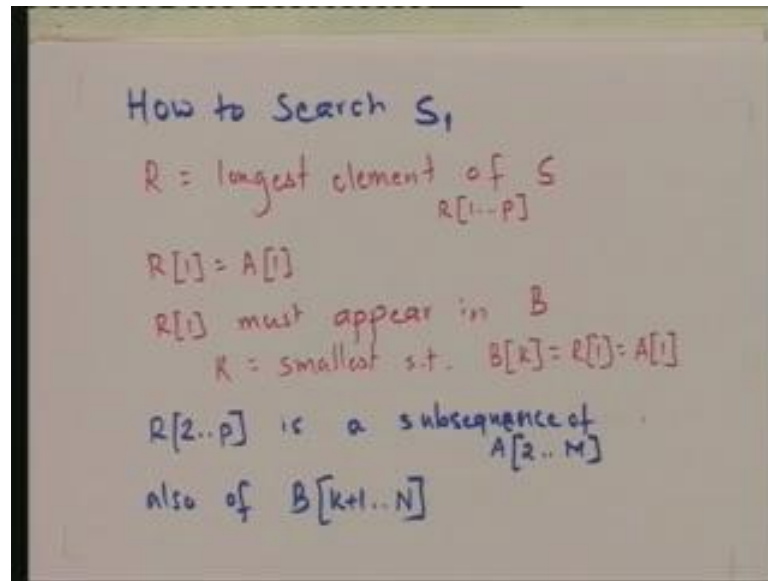 How to Search S₁
R = longest element of S
R[1...P]
R[1] = A[1]
R[1] must appear in B
K = smallest s.t. B[K] = R[1] = A[1]
R[2..P] is a subsequence of
A[2..M]
also of B[k+1..N]